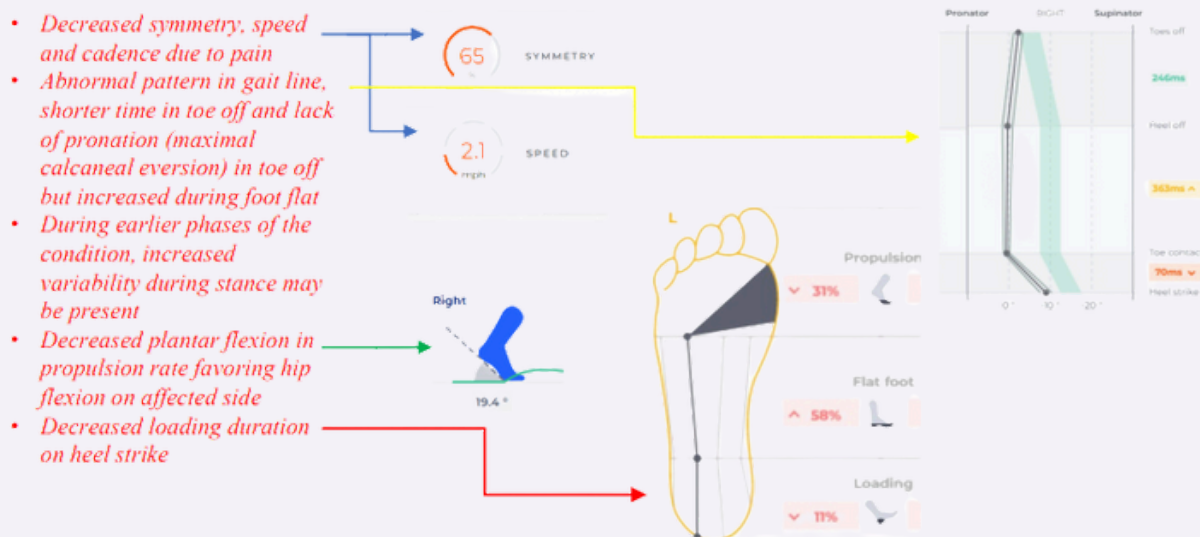 • Decreased symmetry, speed
and cadence due to pain
• Abnormal pattern in gait line,
shorter time in toe off and lack
of pronation (maximal
calcaneal eversion) in toe off
but increased during foot flat
• During earlier phases of the
condition, increased
variability during stance may
be present
• Decreased plantar flexion in
propulsion rate favoring hip
flexion on affected side
• Decreased loading duration
on heel strike
65
%
SYMMETRY
2.1
mph
SPEED
Right
19.4 °
L
Propulsion
31%
Flat foot
58%
Loading
11%
Pronator RIGHT Supinator
Toes off
246ms
Heel off
363ms
Toe contac
70ms
Heel strike
0° 10° 20°